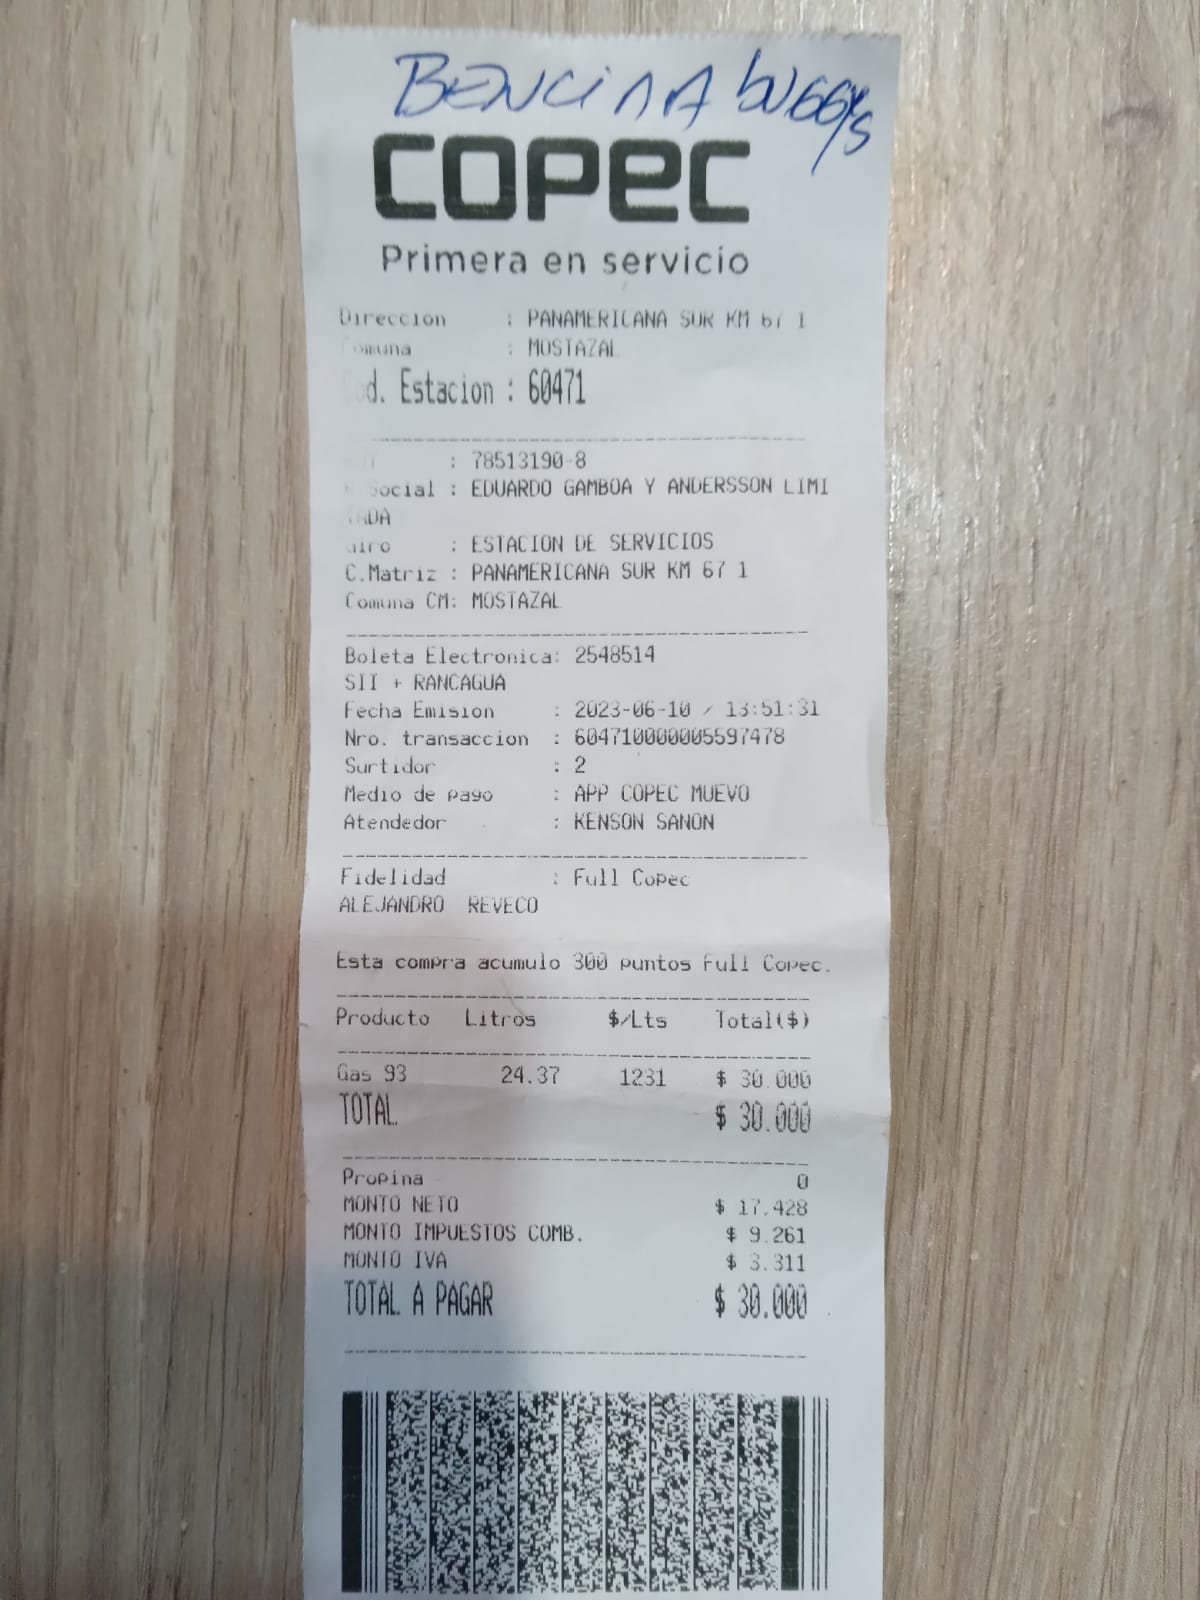 BENCINA buggys
COPEC
Primera en servicio
Direccion : PANAMERICANA SUR KM 67 1
Comuna : MOSTAZAL
Cod. Estacion : 60471
RUT : 78513190-8
R.Social : EDUARDO GAMBOA Y ANDERSSON LIMI
TADA
Giro : ESTACION DE SERVICIOS
C.Matriz : PANAMERICANA SUR KM 67 1
Comuna CM: MOSTAZAL
Boleta Electronica: 2548514
SII + RANCAGUA
Fecha Emision : 2023-06-10 / 13:51:31
Nro. transaccion : 604710000005597478
Surtidor : 2
Medio de pago : APP COPEC MUEVO
Atendedor : KENSON SANON
Fidelidad : Full Copec
ALEJANDRO REVECO
Esta compra acumulo 300 puntos Full Copec.
Producto Litros $/Lts Total($)
Gas 93 24.37 1231 $ 30.000
TOTAL $ 30.000
Propina 0
MONTO NETO $ 17.428
MONTO IMPUESTOS COMB. $ 9.261
MONTO IVA $ 3.311
TOTAL A PAGAR $ 30.000